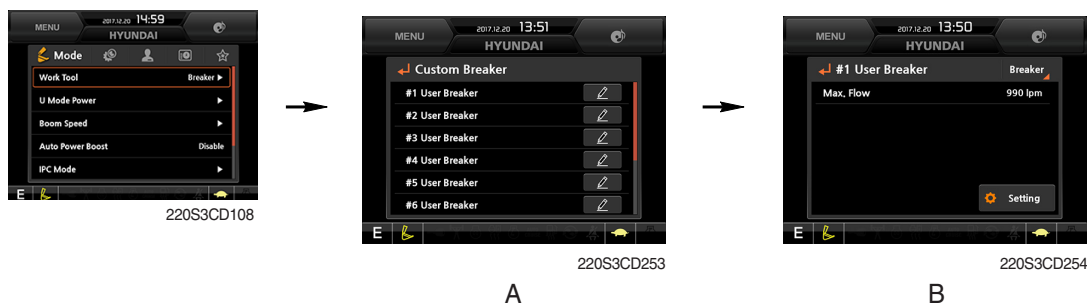 MENU
2017.12.20 14:59
HYUNDAI
Mode
Work Tool Breaker ▶
U Mode Power ▶
Boom Speed ▶
Auto Power Boost Disable
IPC Mode ▶
E
220S3CD108
MENU
2017.12.20 13:51
HYUNDAI
Custom Breaker
#1 User Breaker
#2 User Breaker
#3 User Breaker
#4 User Breaker
#5 User Breaker
#6 User Breaker
E
220S3CD253
A
MENU
2017.12.20 13:50
HYUNDAI
#1 User Breaker Breaker
Max, Flow 990 lpm
Setting
E
220S3CD254
B